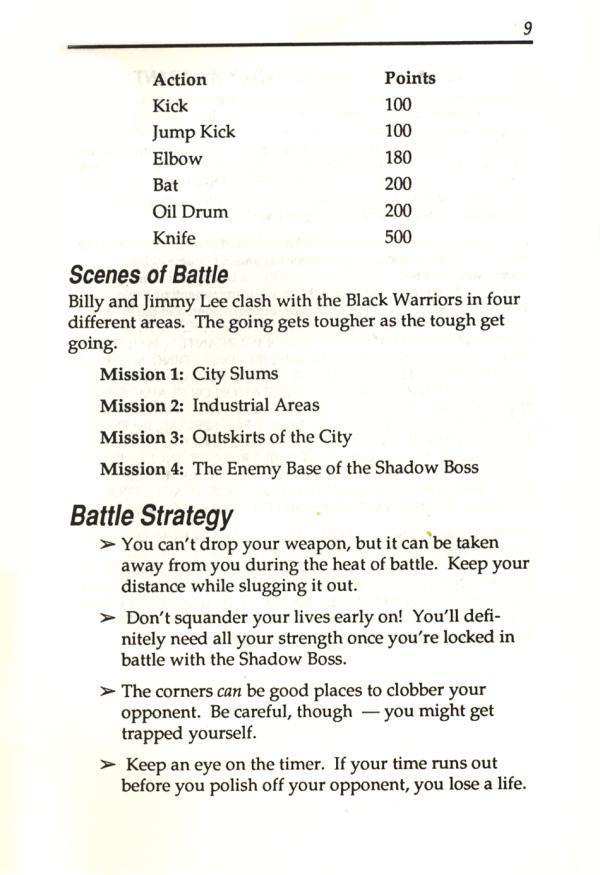 9
Action Points
Kick 100
Jump Kick 100
Elbow 180
Bat 200
Oil Drum 200
Knife 500
Scenes of Battle
Billy and Jimmy Lee clash with the Black Warriors in four
different areas. The going gets tougher as the tough get
going.
Mission 1: City Slums
Mission 2: Industrial Areas
Mission 3: Outskirts of the City
Mission 4: The Enemy Base of the Shadow Boss
Battle Strategy
➢ You can't drop your weapon, but it can be taken
away from you during the heat of battle. Keep your
distance while slugging it out.
➢ Don't squander your lives early on! You'll defi-
nitely need all your strength once you're locked in
battle with the Shadow Boss.
➢ The corners can be good places to clobber your
opponent. Be careful, though — you might get
trapped yourself.
➢ Keep an eye on the timer. If your time runs out
before you polish off your opponent, you lose a life.